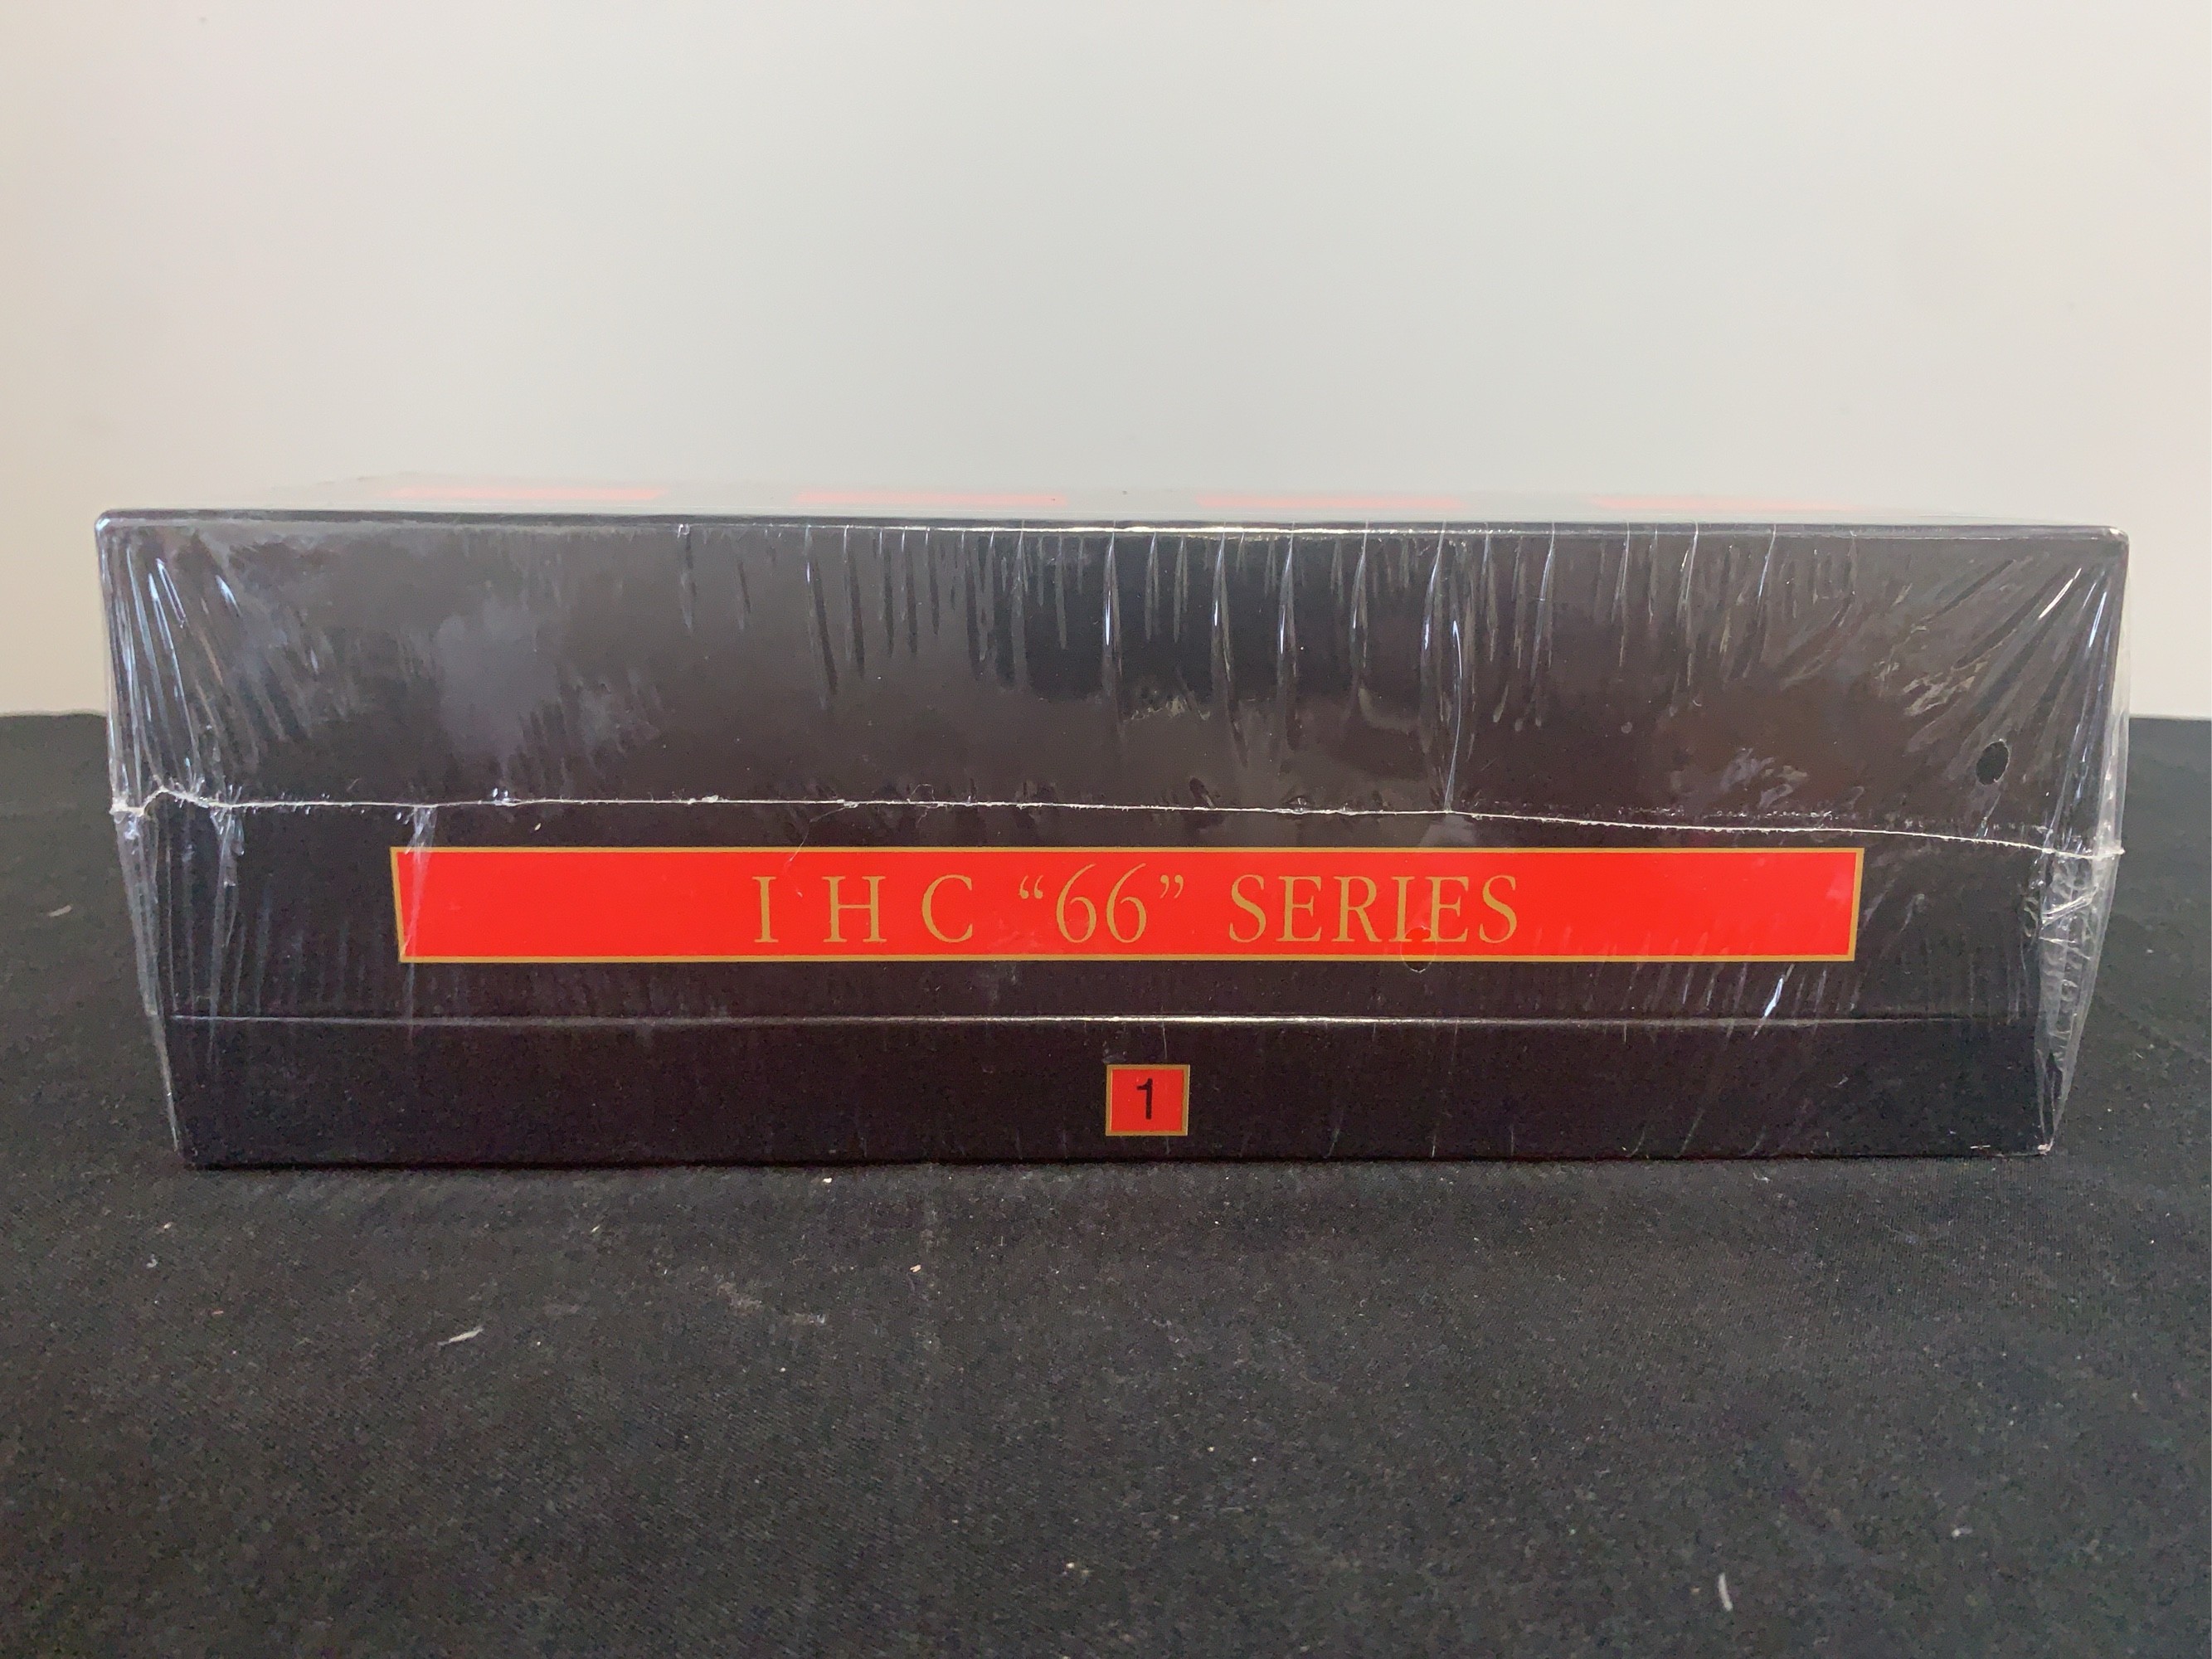 I H C “66” SERIES
1